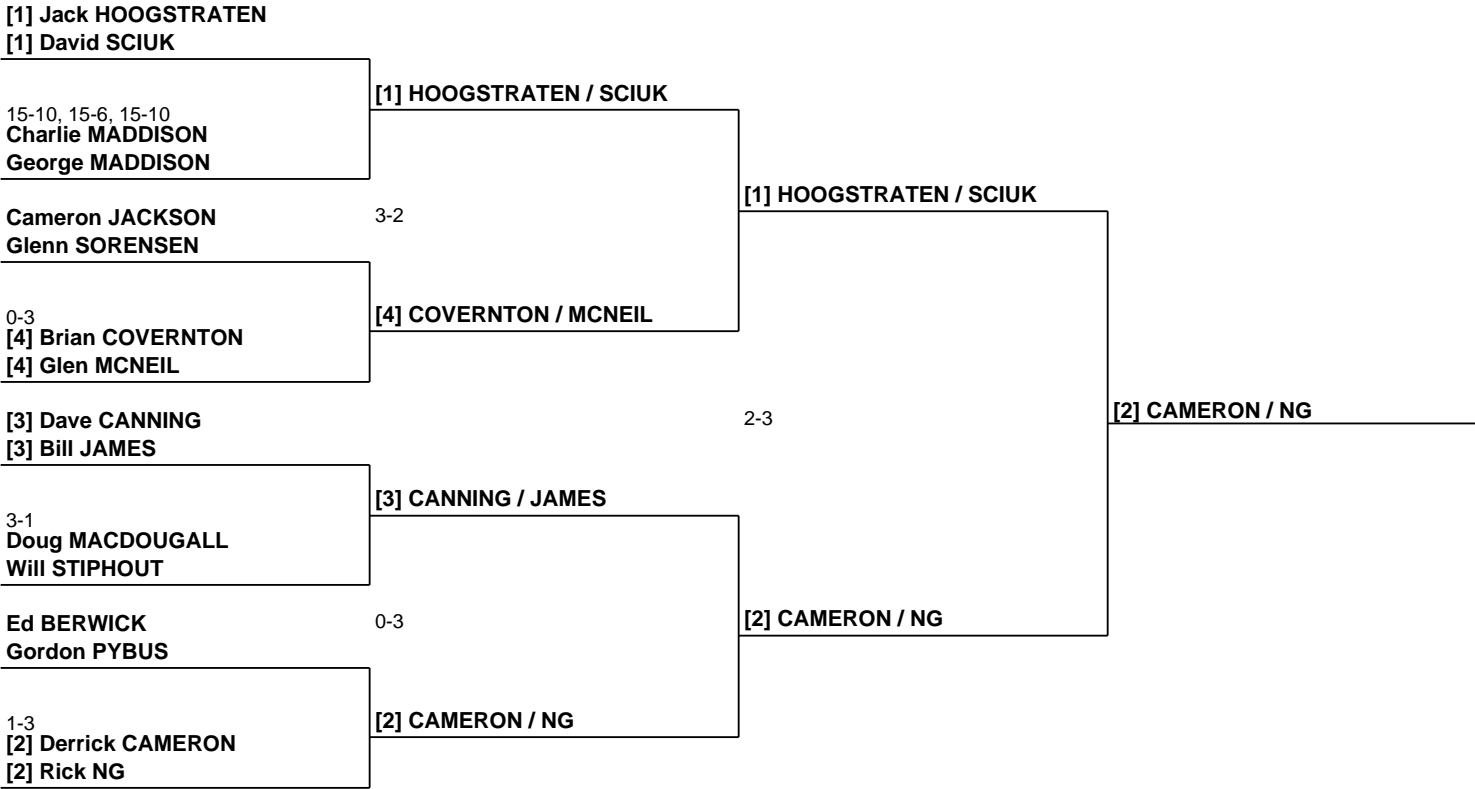 [1] Jack HOOGSTRATEN
[1] David SCIUK
15-10, 15-6, 15-10
Charlie MADDISON
George MADDISON
Cameron JACKSON
Glenn SORENSEN
0-3
[4] Brian COVERNTON
[4] Glen MCNEIL
[3] Dave CANNING
[3] Bill JAMES
3-1
Doug MACDOUGALL
Will STIPHOUT
Ed BERWICK
Gordon PYBUS
1-3
[2] Derrick CAMERON
[2] Rick NG
[1] HOOGSTRATEN / SCIUK
3-2
[4] COVERNTON / MCNEIL
[3] CANNING / JAMES
0-3
[2] CAMERON / NG
[1] HOOGSTRATEN / SCIUK
2-3
[2] CAMERON / NG
[2] CAMERON / NG